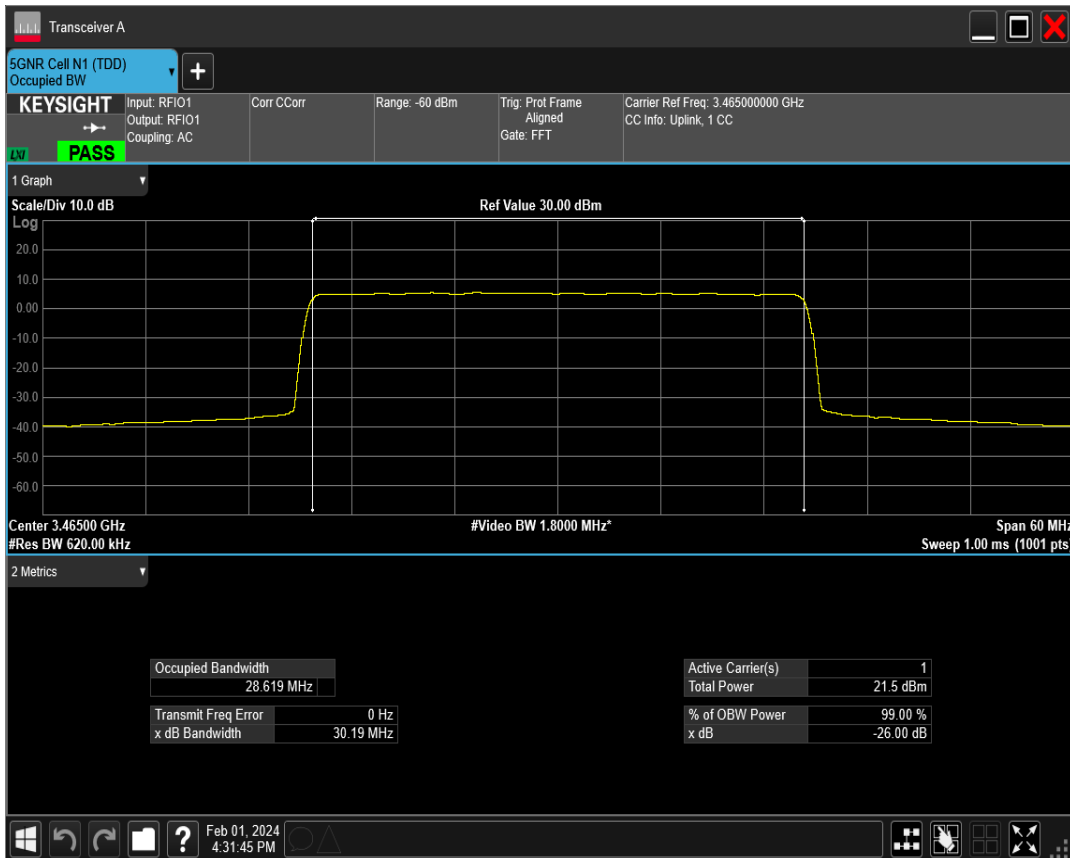 Transceiver A
5GNR Cell N1 (TDD)
Occupied BW
+
KEYSIGHT
LXI
PASS
Input: RFIO1
Output: RFIO1
Coupling: AC
Corr CCorr
Range: -60 dBm
Trig: Prot Frame
Aligned
Gate: FFT
Carrier Ref Freq: 3.465000000 GHz
CC Info: Uplink, 1 CC
1 Graph
Scale/Div 10.0 dB
Ref Value 30.00 dBm
Log
20.0
10.0
0.00
-10.0
-20.0
-30.0
-40.0
-50.0
-60.0
Center 3.46500 GHz
#Video BW 1.8000 MHz*
Span 60 MHz
#Res BW 620.00 kHz
Sweep 1.00 ms (1001 pts)
2 Metrics
Occupied Bandwidth
28.619 MHz
Transmit Freq Error 0 Hz
x dB Bandwidth 30.19 MHz
Active Carrier(s) 1
Total Power 21.5 dBm
% of OBW Power 99.00 %
x dB -26.00 dB
?
Feb 01, 2024
4:31:45 PM